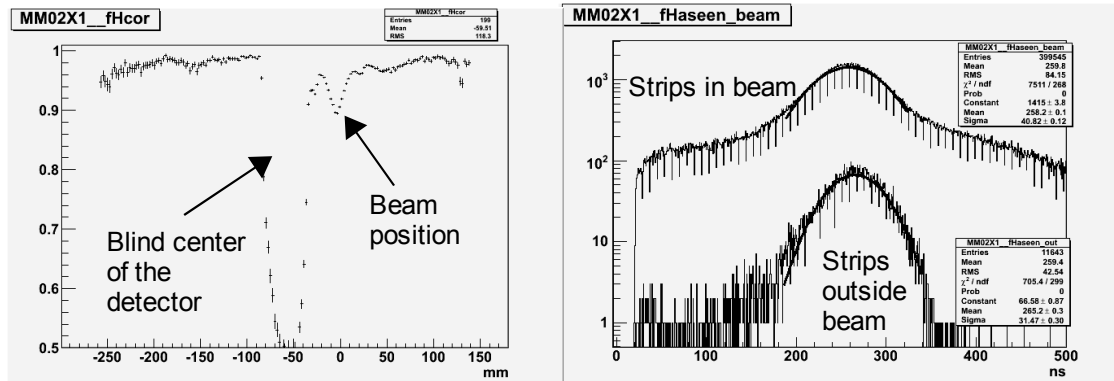 MM02X1__fHcor
MM02X1__fHcor
Entries 199
Mean -59.51
RMS 118.3
1
0.9
0.8
0.7
0.6
0.5
-250 -200 -150 -100 -50 0 50 100 150
mm
Blind center
of the
detector
Beam
position
MM02X1__fHaseen_beam
MM02X1__fHaseen_beam
Entries 399545
Mean 259.8
RMS 84.15
χ² / ndf 7511 / 268
Prob 0
Constant 1415 ± 3.8
Mean 258.2 ± 0.1
Sigma 40.82 ± 0.12
10³
10²
10
1
Strips in beam
Strips
outside
beam
MM02X1__fHaseen_out
Entries 11643
Mean 259.4
RMS 42.54
χ² / ndf 705.4 / 299
Prob 0
Constant 66.58 ± 0.87
Mean 265.2 ± 0.3
Sigma 31.47 ± 0.30
0 100 200 300 400 500
ns